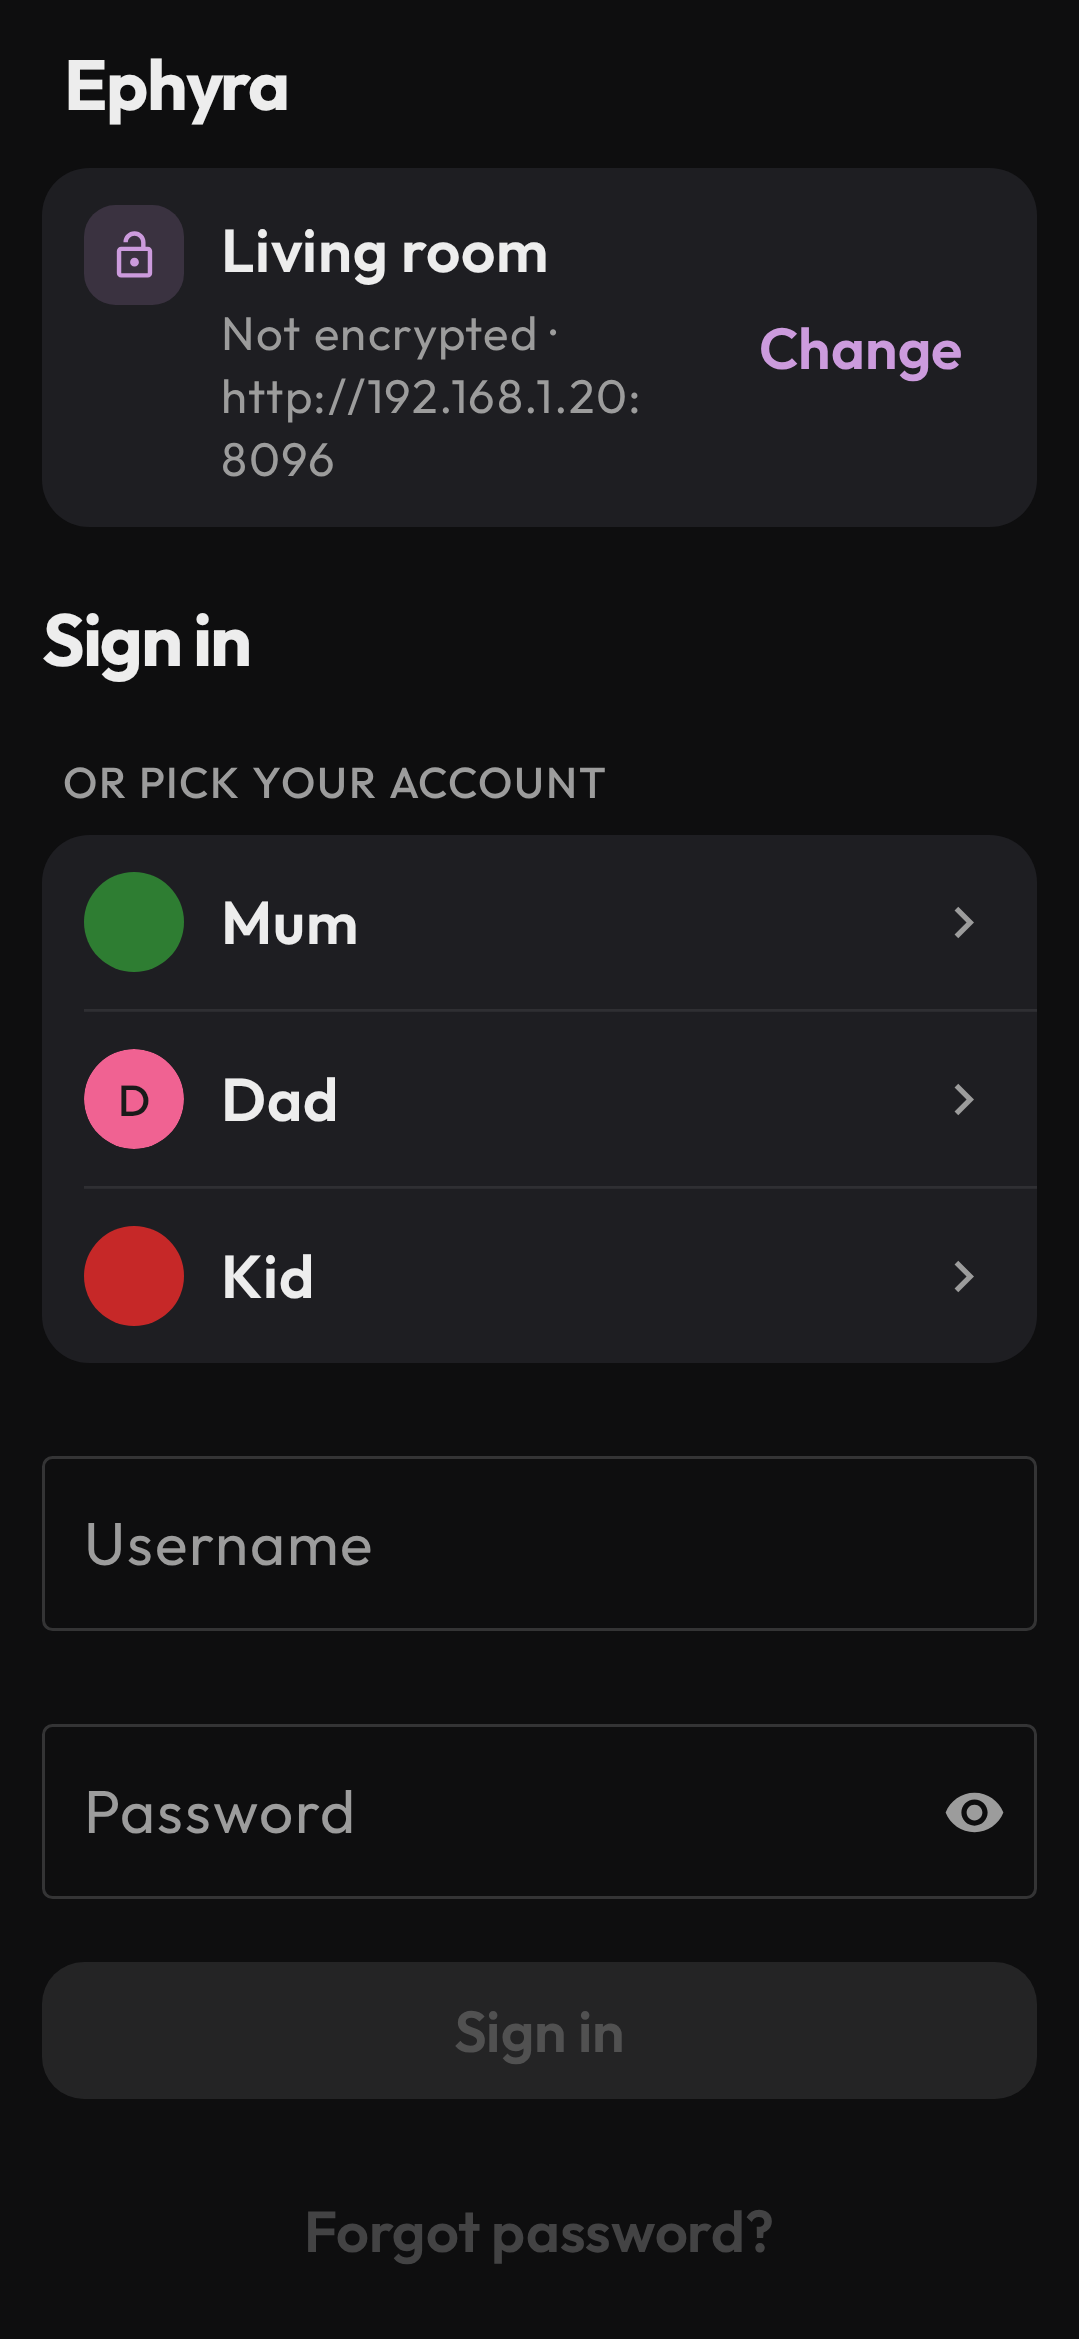 Ephyra
Living room
Not encrypted ·
http://192.168.1.20:
8096
Change
Sign in
OR PICK YOUR ACCOUNT
Mum
D
Dad
Kid
Username
Password
Sign in
Forgot password?